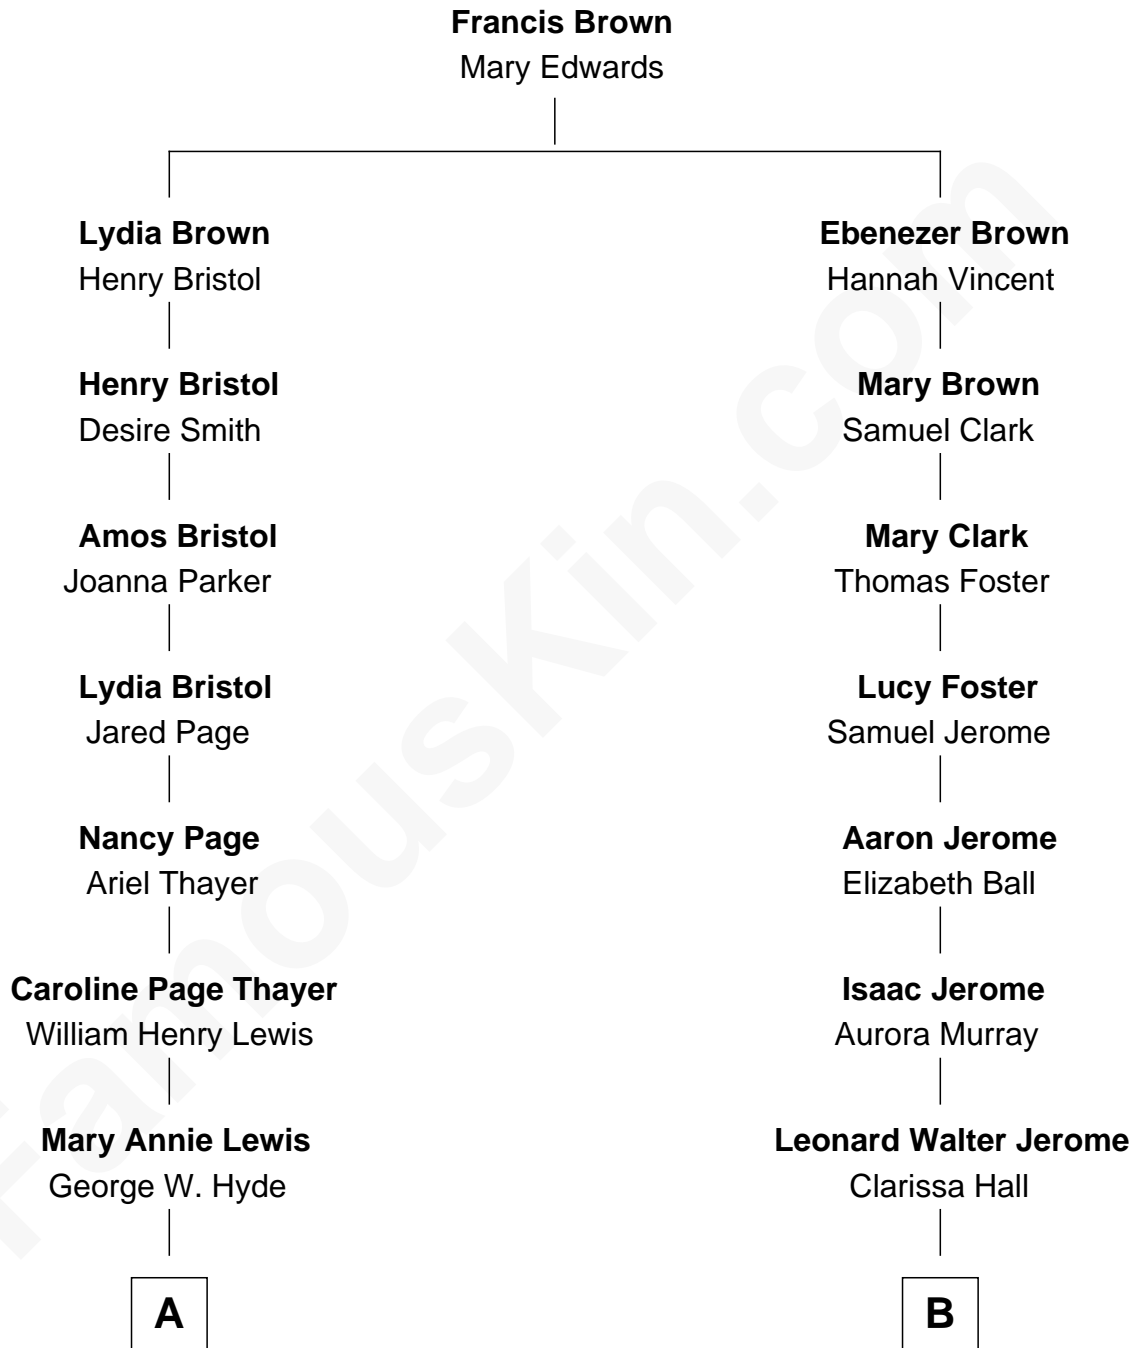 Francis Brown
Mary Edwards
Lydia Brown
Henry Bristol
Ebenezer Brown
Hannah Vincent
Henry Bristol
Desire Smith
Mary Brown
Samuel Clark
Amos Bristol
Joanna Parker
Mary Clark
Thomas Foster
Lydia Bristol
Jared Page
Lucy Foster
Samuel Jerome
Nancy Page
Ariel Thayer
Aaron Jerome
Elizabeth Ball
Caroline Page Thayer
William Henry Lewis
Isaac Jerome
Aurora Murray
Mary Annie Lewis
George W. Hyde
Leonard Walter Jerome
Clarissa Hall
A
B
FamousKin.com